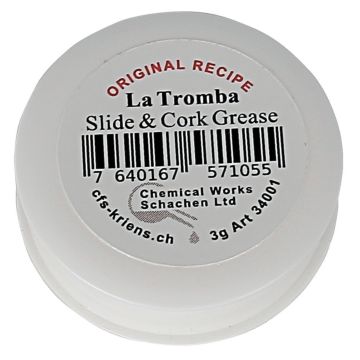 ORIGINAL RECIPE
La Tromba
Slide & Cork Grease
7 640167 571055
Chemical Works
Schachen Ltd
cfs-kriens.ch
3g Art 34001